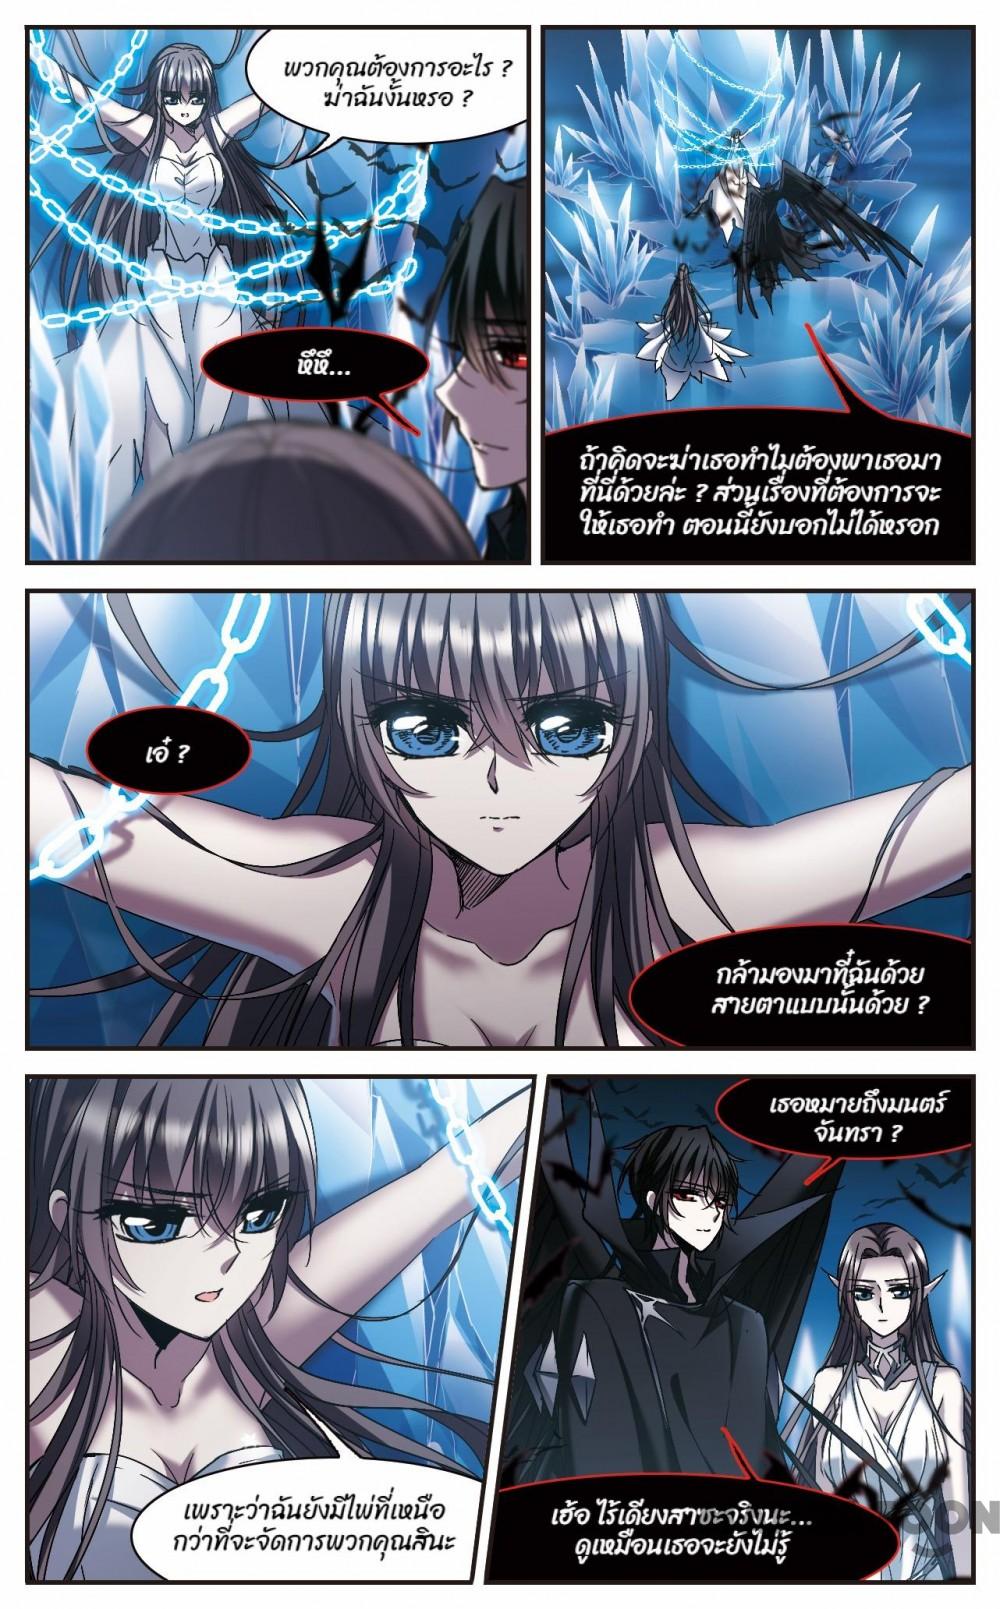 พวกคุณต้องการอะไร ?
ฆ่าฉันงั้นหรอ ?
หึหึ...
ถ้าคิดจะฆ่าเธอทำไมต้องพาเธอมา
ที่นี่ด้วยล่ะ ? ส่วนเรื่องที่ต้องการจะ
ให้เธอทำ ตอนนี้ยังบอกไม่ได้หรอก
เอ๋ ?
กล้ามองมาที่ฉันด้วย
สายตาแบบนั้นด้วย ?
เพราะว่าฉันยังมีไพ่ที่เหนือ
กว่าที่จะจัดการพวกคุณสินะ
เธอหมายถึงมนตร์
จันทรา ?
เฮ้อ ไร้เดียงสาซะจริงนะ...
ดูเหมือนเธอจะยังไม่รู้